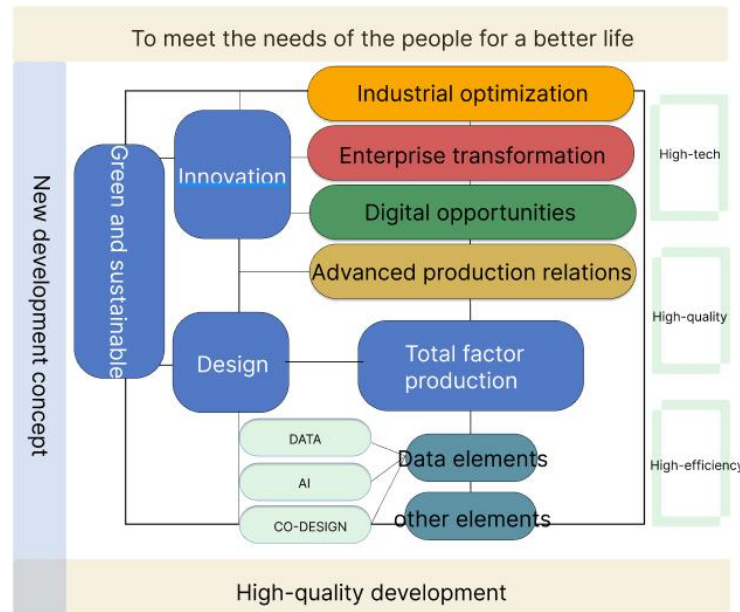 To meet the needs of the people for a better life
New development concept
Green and sustainable
Innovation
Industrial optimization
Enterprise transformation
Digital opportunities
Advanced production relations
Design
Total factor
production
DATA
AI
CO-DESIGN
Data elements
other elements
High-tech
High-quality
High-efficiency
High-quality development